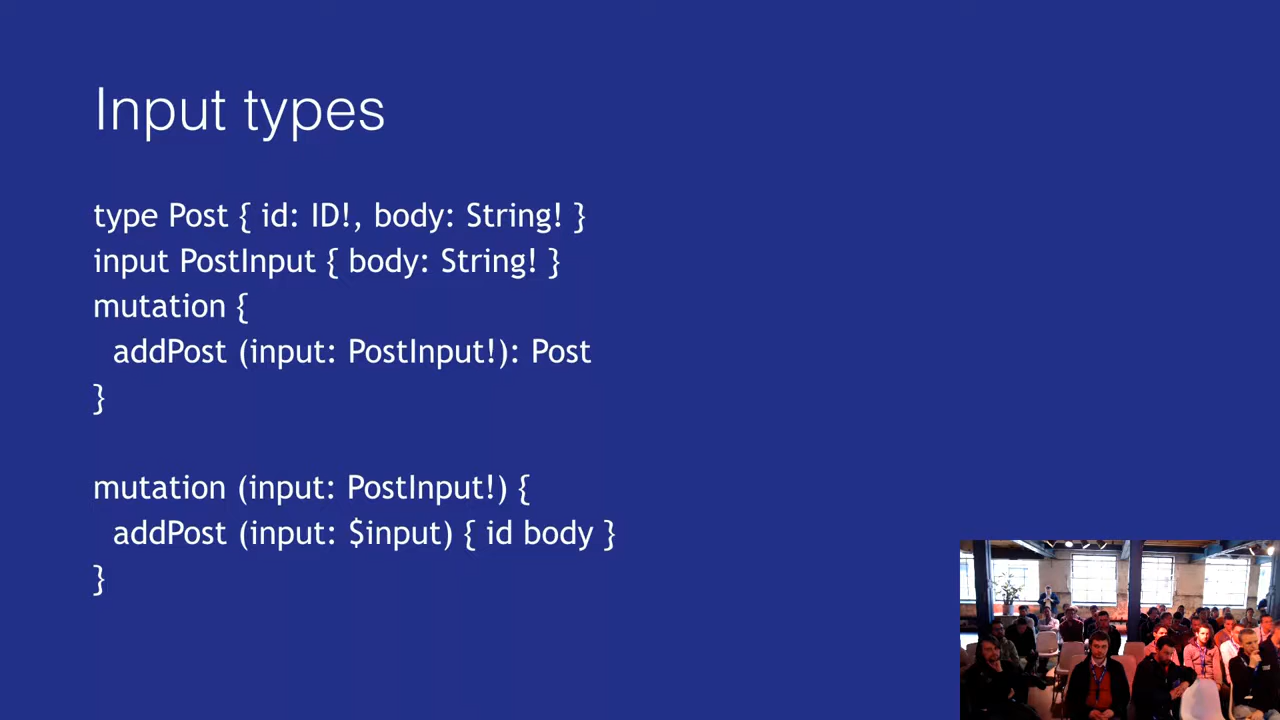 Input types
type Post { id: ID!, body: String! }
input PostInput { body: String! }
mutation {
addPost (input: PostInput!): Post
}
mutation (input: PostInput!) {
addPost (input: $input) { id body }
}